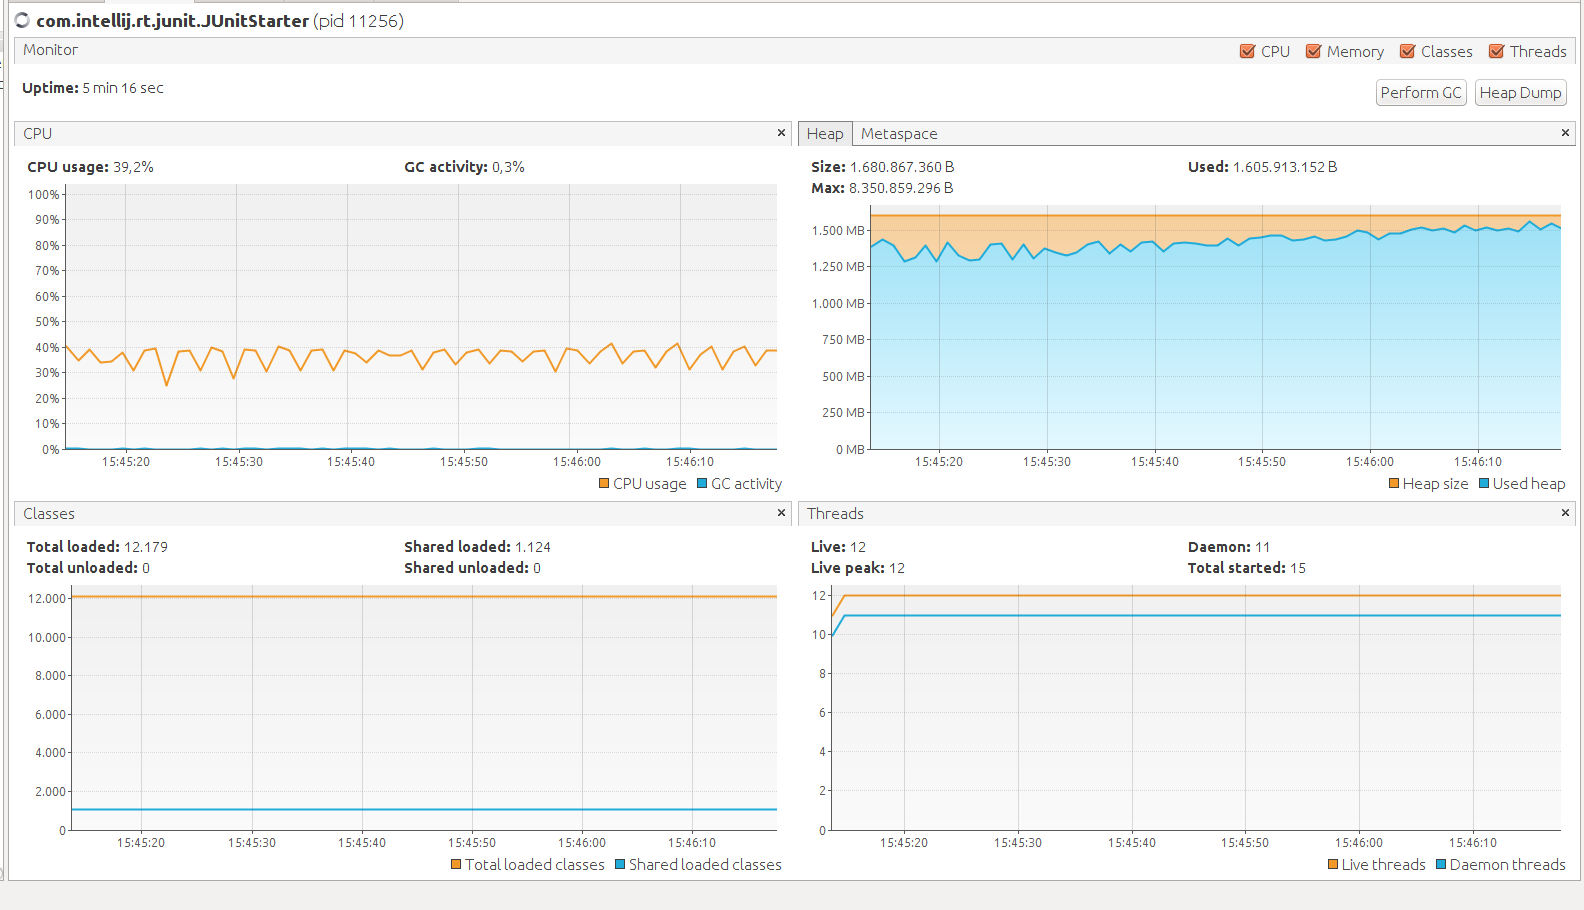 com.intellij.rt.junit.JUnitStarter (pid 11256)
Monitor
CPU Memory Classes Threads
Uptime: 5 min 16 sec
Perform GC Heap Dump
CPU
CPU usage: 39,2% GC activity: 0,3%
100%
90%
80%
70%
60%
50%
40%
30%
20%
10%
0%
15:45:20 15:45:30 15:45:40 15:45:50 15:46:00 15:46:10
CPU usage GC activity
Heap Metaspace
Size: 1.680.867.360 B Used: 1.605.913.152 B
Max: 8.350.859.296 B
1.500 MB
1.250 MB
1.000 MB
750 MB
500 MB
250 MB
0 MB
15:45:20 15:45:30 15:45:40 15:45:50 15:46:00 15:46:10
Heap size Used heap
Classes
Total loaded: 12.179 Shared loaded: 1.124
Total unloaded: 0 Shared unloaded: 0
12.000
10.000
8.000
6.000
4.000
2.000
0
15:45:20 15:45:30 15:45:40 15:45:50 15:46:00 15:46:10
Total loaded classes Shared loaded classes
Threads
Live: 12 Daemon: 11
Live peak: 12 Total started: 15
12
10
8
6
4
2
0
15:45:20 15:45:30 15:45:40 15:45:50 15:46:00 15:46:10
Live threads Daemon threads